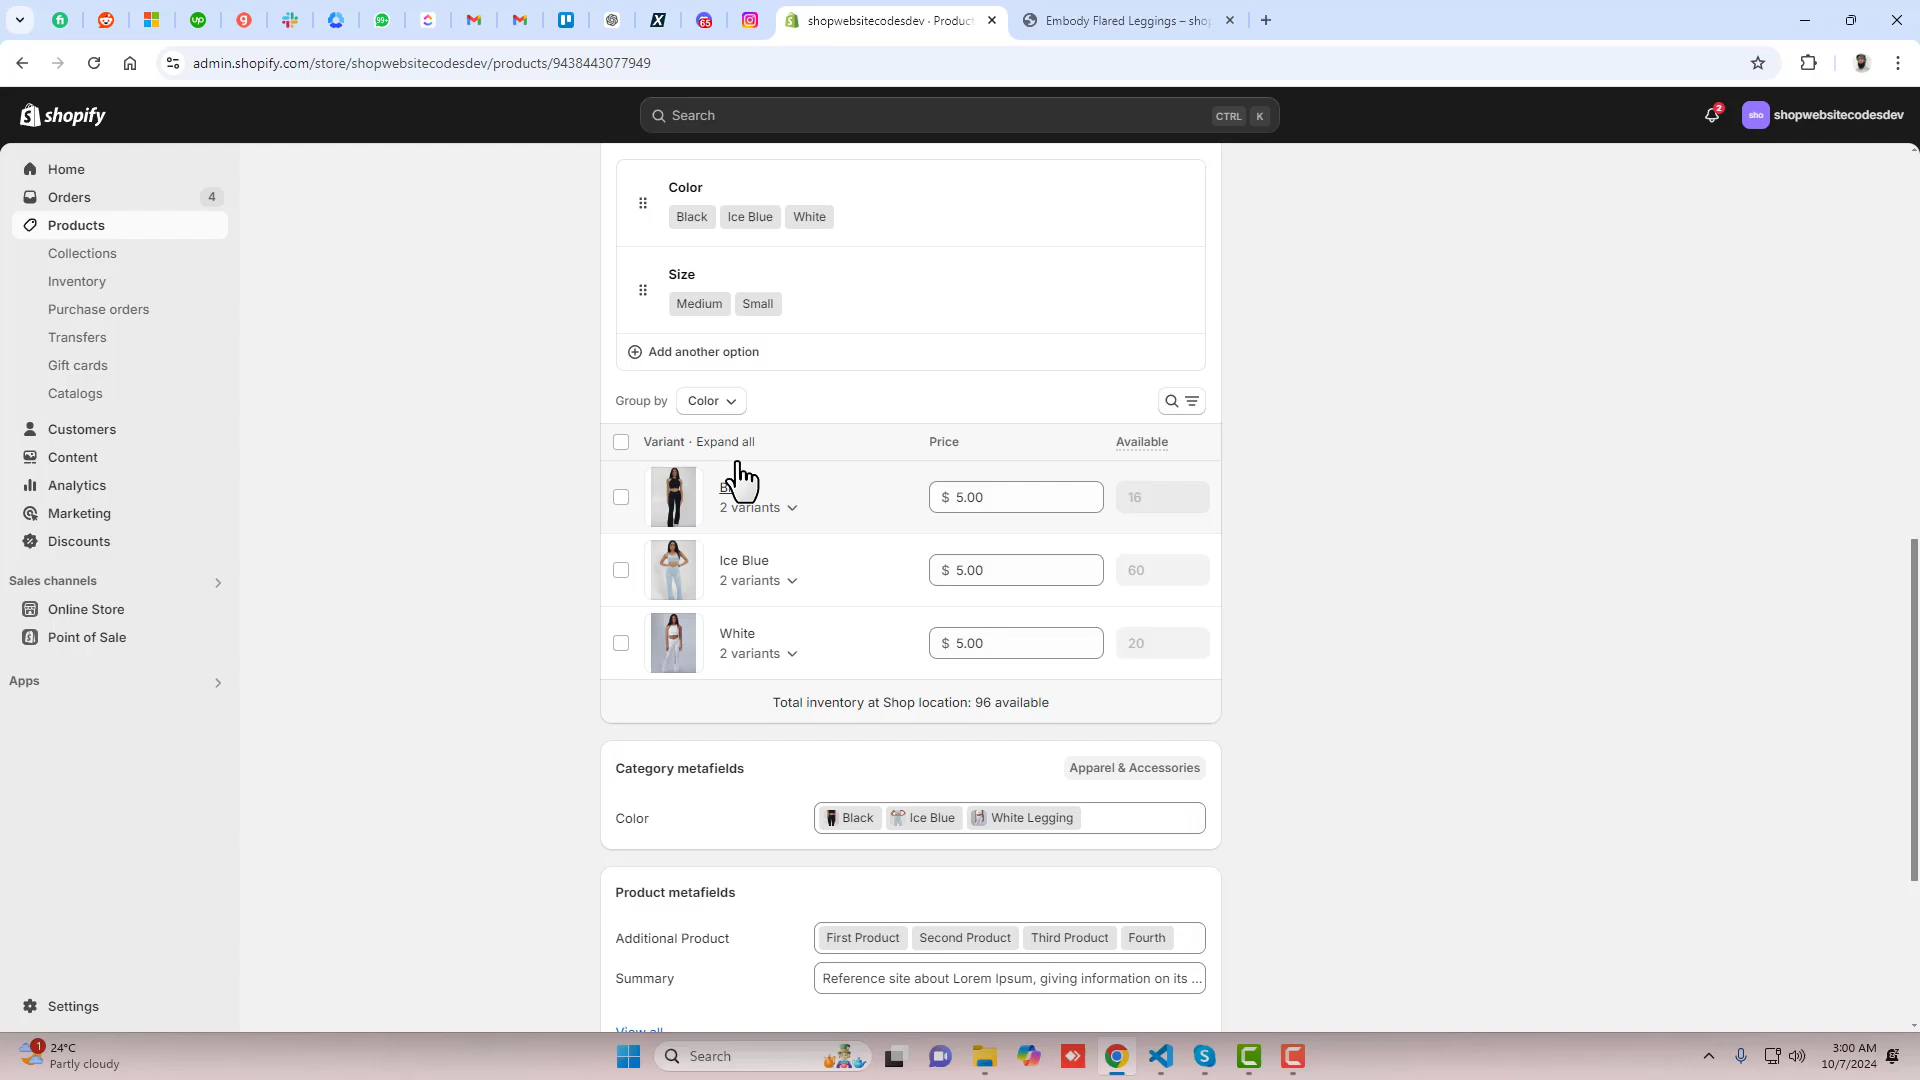 shopwebsitecodesdev · Product
Embody Flared Leggings – shop
admin.shopify.com/store/shopwebsitecodesdev/products/9438443077949
shopify
Search
CTRL K
2
sho
shopwebsitecodesdev
Home
Orders
4
Products
Collections
Inventory
Purchase orders
Transfers
Gift cards
Catalogs
Customers
Content
Analytics
Marketing
Discounts
Sales channels
Online Store
Point of Sale
Apps
Settings
Color
Black Ice Blue White
Size
Medium Small
Add another option
Group by Color
Variant · Expand all Price Available
2 variants $ 5.00 16
Ice Blue
2 variants $ 5.00 60
White
2 variants $ 5.00 20
Total inventory at Shop location: 96 available
Category metafields Apparel & Accessories
Color Black Ice Blue White Legging
Product metafields
Additional Product First Product Second Product Third Product Fourth
Summary Reference site about Lorem Ipsum, giving information on its ...
View all
1
24°C
Partly cloudy
Search
3:00 AM
10/7/2024